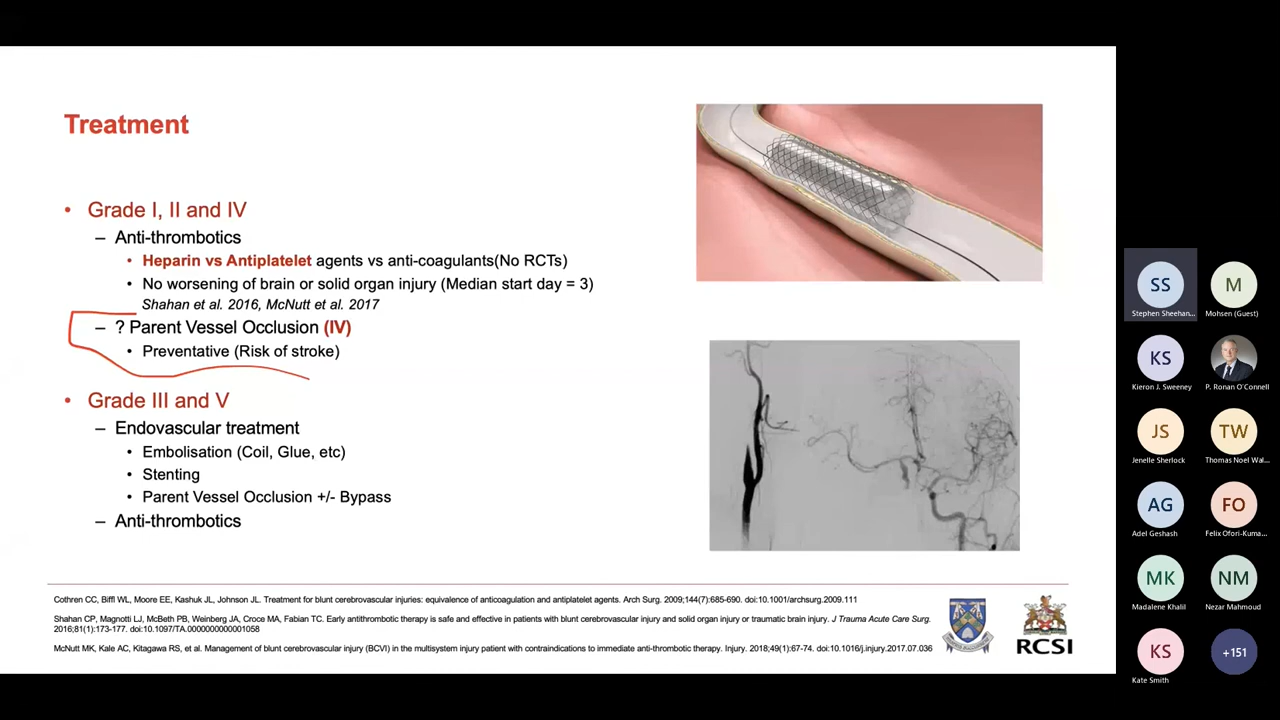 Treatment
• Grade I, II and IV
– Anti-thrombotics
• Heparin vs Antiplatelet agents vs anti-coagulants(No RCTs)
• No worsening of brain or solid organ injury (Median start day = 3)
Shahan et al. 2016, McNutt et al. 2017
– ? Parent Vessel Occlusion (IV)
• Preventative (Risk of stroke)
• Grade III and V
– Endovascular treatment
• Embolisation (Coil, Glue, etc)
• Stenting
• Parent Vessel Occlusion +/- Bypass
– Anti-thrombotics
Cothren CC, Biffl WL, Moore EE, Kashuk JL, Johnson JL. Treatment for blunt cerebrovascular injuries: equivalence of anticoagulation and antiplatelet agents. Arch Surg. 2009;144(7):685-690. doi:10.1001/archsurg.2009.111
Shahan CP, Magnotti LJ, McBeth PB, Weinberg JA, Croce MA, Fabian TC. Early antithrombotic therapy is safe and effective in patients with blunt cerebrovascular injury and solid organ injury or traumatic brain injury. J Trauma Acute Care Surg.
2016;81(1):173-177. doi:10.1097/TA.0000000000001058
McNutt MK, Kale AC, Kitagawa RS, et al. Management of blunt cerebrovascular injury (BCVI) in the multisystem injury patient with contraindications to immediate anti-thrombotic therapy. Injury. 2018;49(1):67-74. doi:10.1016/j.injury.2017.07.036
RCSI
SS M
Stephen Sheehan... Mohsen (Guest)
KS
Kieron J. Sweeney P. Ronan O'Connell
JS TW
Jenelle Sherlock Thomas Noel Wal...
AG FO
Adel Geshash Felix Ofori-Kuma...
MK NM
Madalene Khalil Nezar Mahmoud
KS +151
Kate Smith